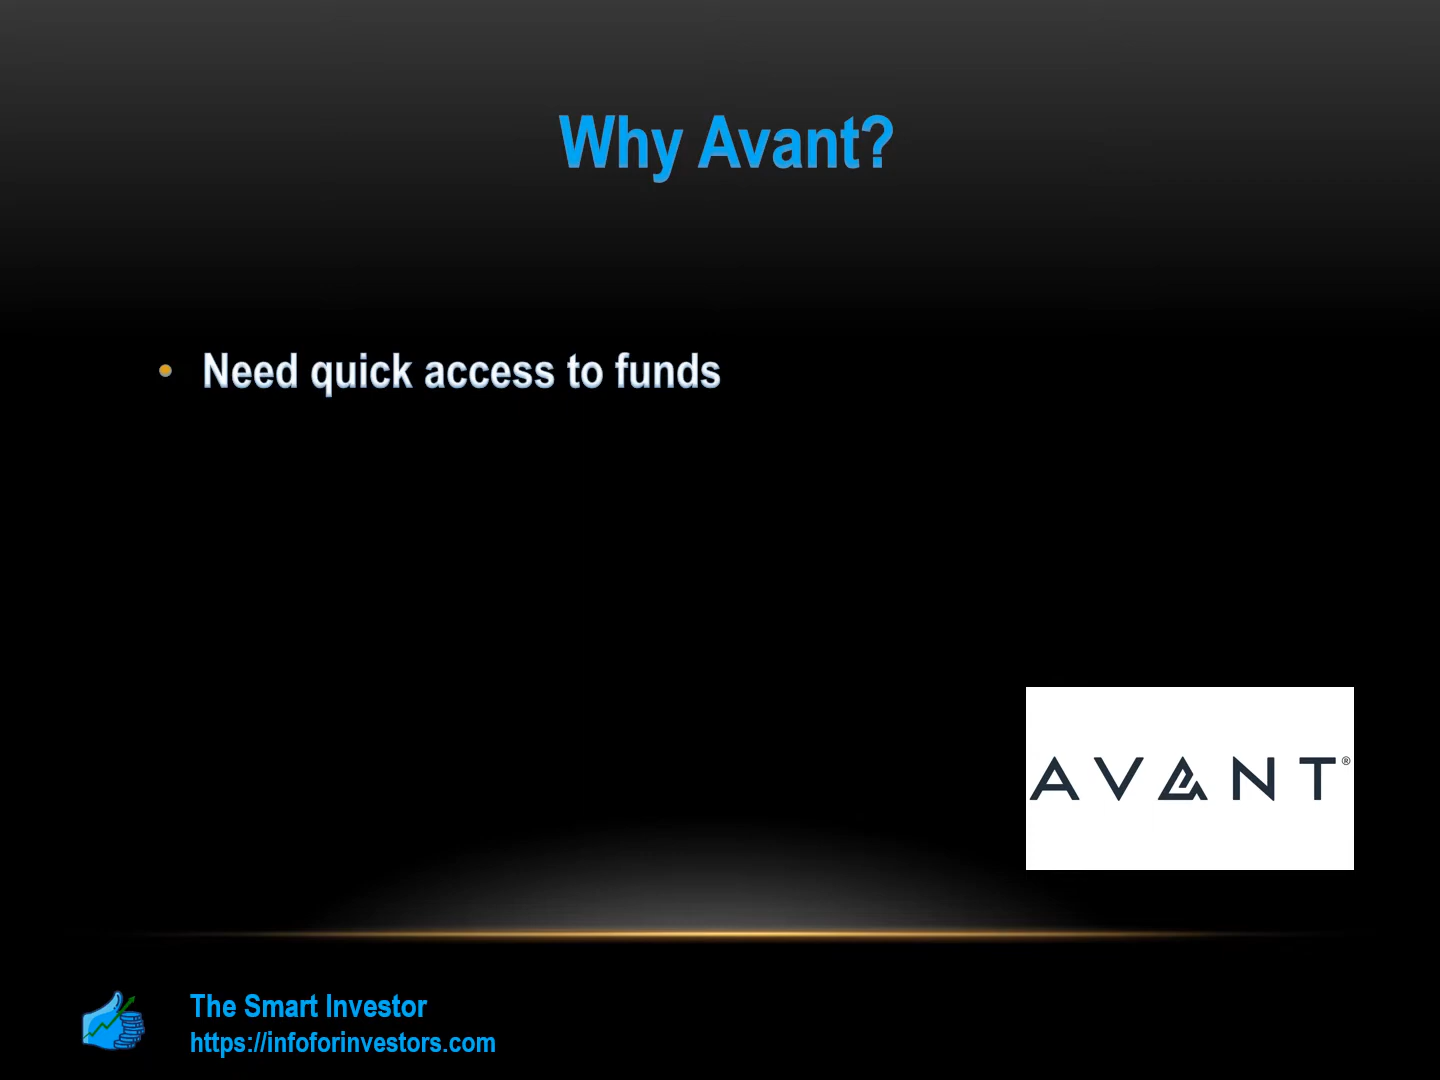 Why Avant?
• Need quick access to funds
AVANT®
The Smart Investor
https://infoforinvestors.com